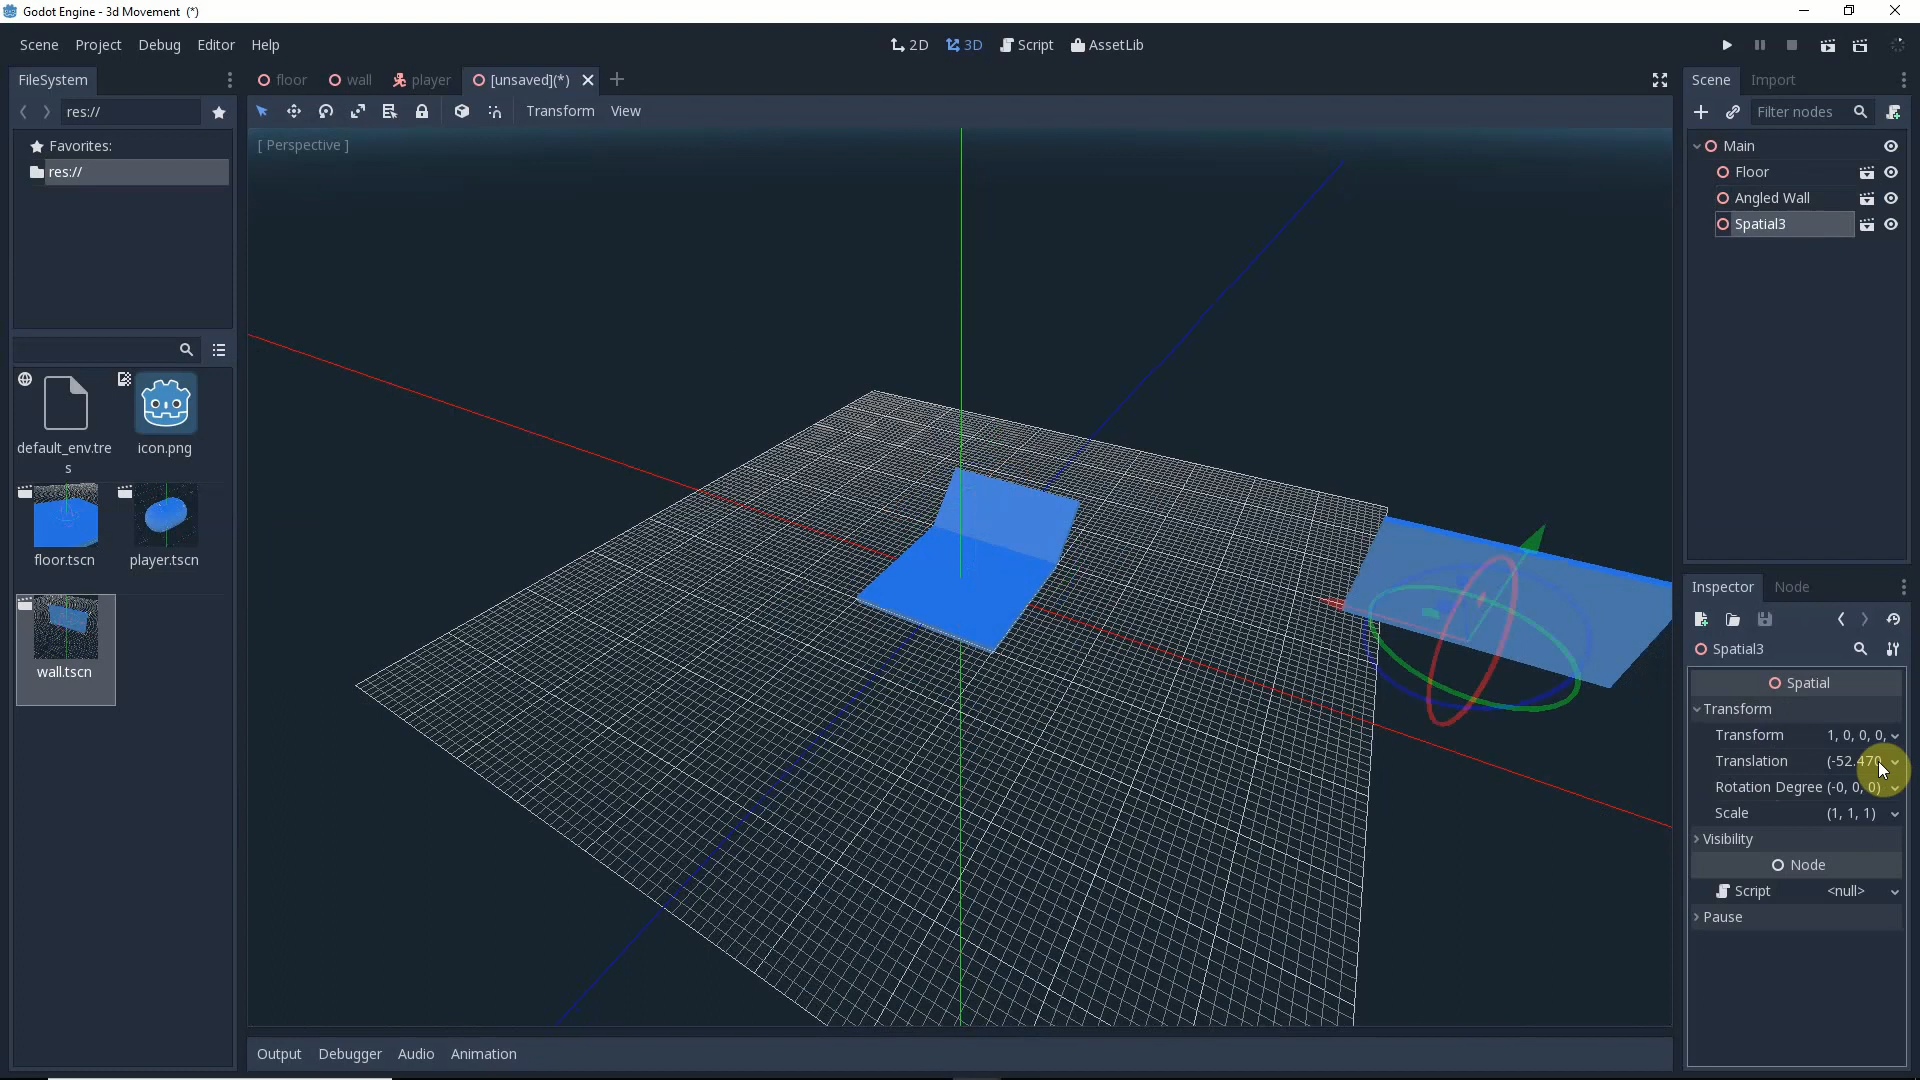 Godot Engine - 3d Movement (*)
Scene Project Debug Editor Help
2D 3D Script AssetLib
FileSystem
floor wall player [unsaved](*)
Scene Import
res://
Transform View
Filter nodes
Favorites:
res://
[ Perspective ]
Main
Floor
Angled Wall
Spatial3
default_env.tre
s
icon.png
floor.tscn
player.tscn
wall.tscn
Inspector Node
Spatial3
Spatial
Transform
Transform 1, 0, 0, 0,
Translation (-52.470
Rotation Degree (-0, 0, 0)
Scale (1, 1, 1)
Visibility
Node
Script <null>
Pause
Output Debugger Audio Animation